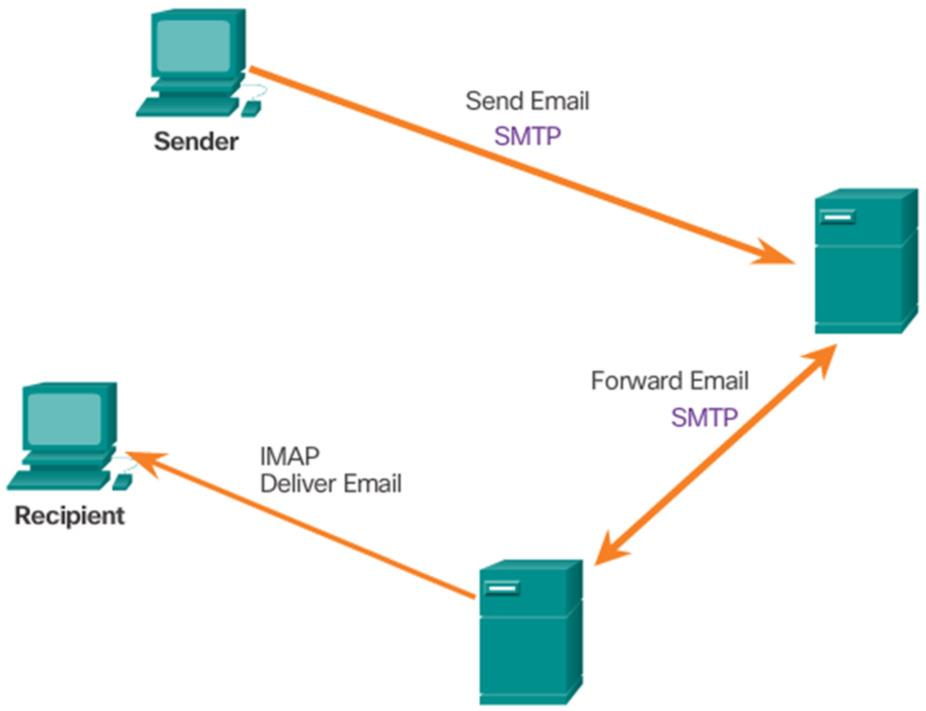 Sender
Send Email
SMTP
Forward Email
SMTP
IMAP
Deliver Email
Recipient